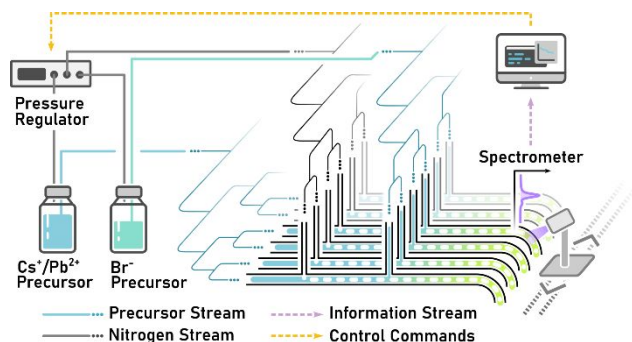 Pressure
Regulator
Spectrometer
Cs⁺/Pb²⁺
Precursor
Br⁻
Precursor
Precursor Stream
Information Stream
Nitrogen Stream
Control Commands